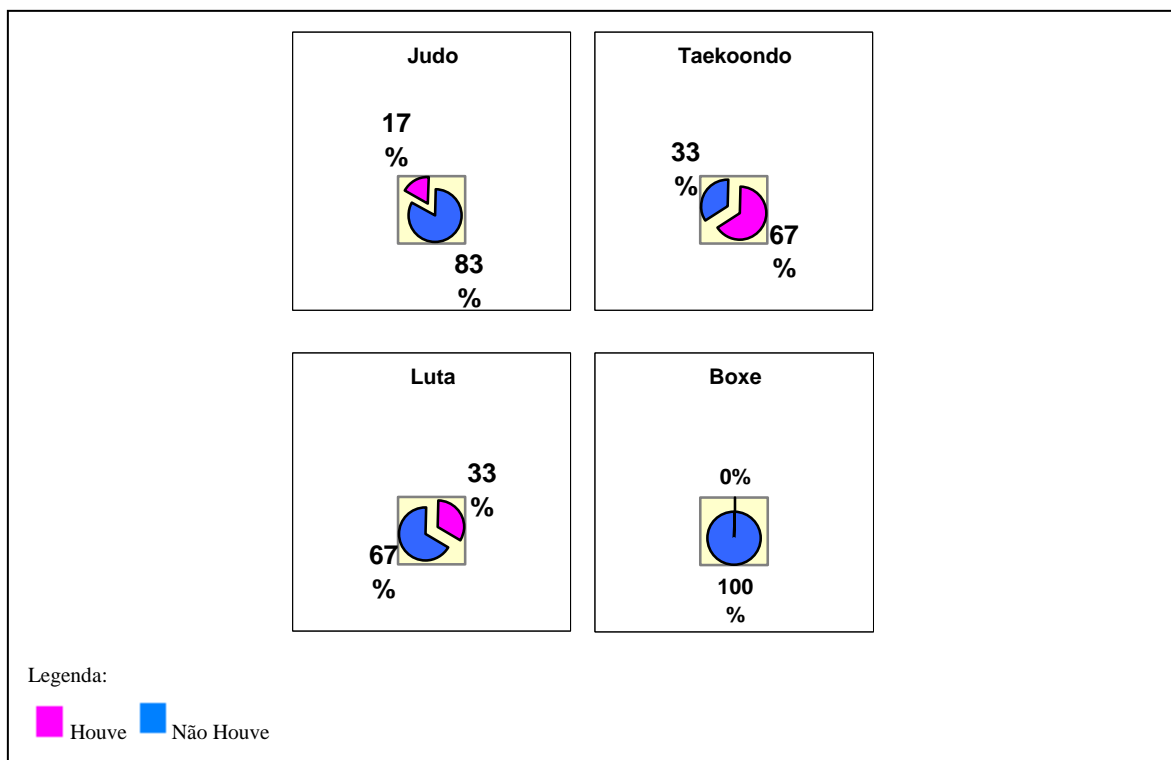 Judo
17
%
83
%
Taekoondo
33
%
67
%
Luta
33
%
67
%
Boxe
0%
100
%
Legenda:
Houve Não Houve